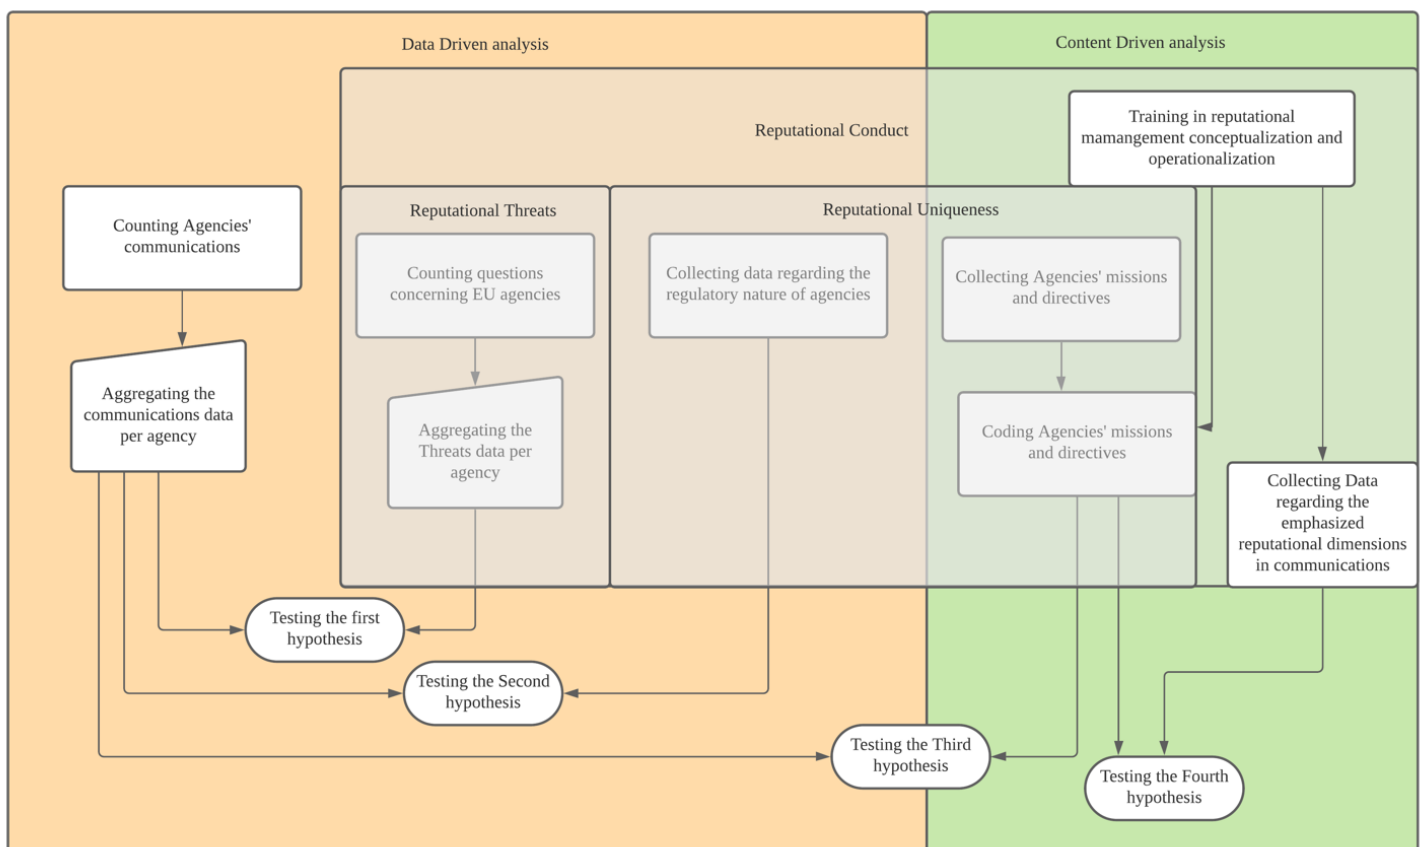 Data Driven analysis
Content Driven analysis
Reputational Conduct
Training in reputational
mamangement conceptualization and
operationalization
Counting Agencies'
communications
Reputational Threats
Reputational Uniqueness
Counting questions
concerning EU agencies
Collecting data regarding the
regulatory nature of agencies
Collecting Agencies' missions
and directives
Aggregating the
communications data
per agency
Aggregating the
Threats data per
agency
Coding Agencies' missions
and directives
Collecting Data
regarding the
emphasized
reputational dimensions
in communications
Testing the first
hypothesis
Testing the Second
hypothesis
Testing the Third
hypothesis
Testing the Fourth
hypothesis